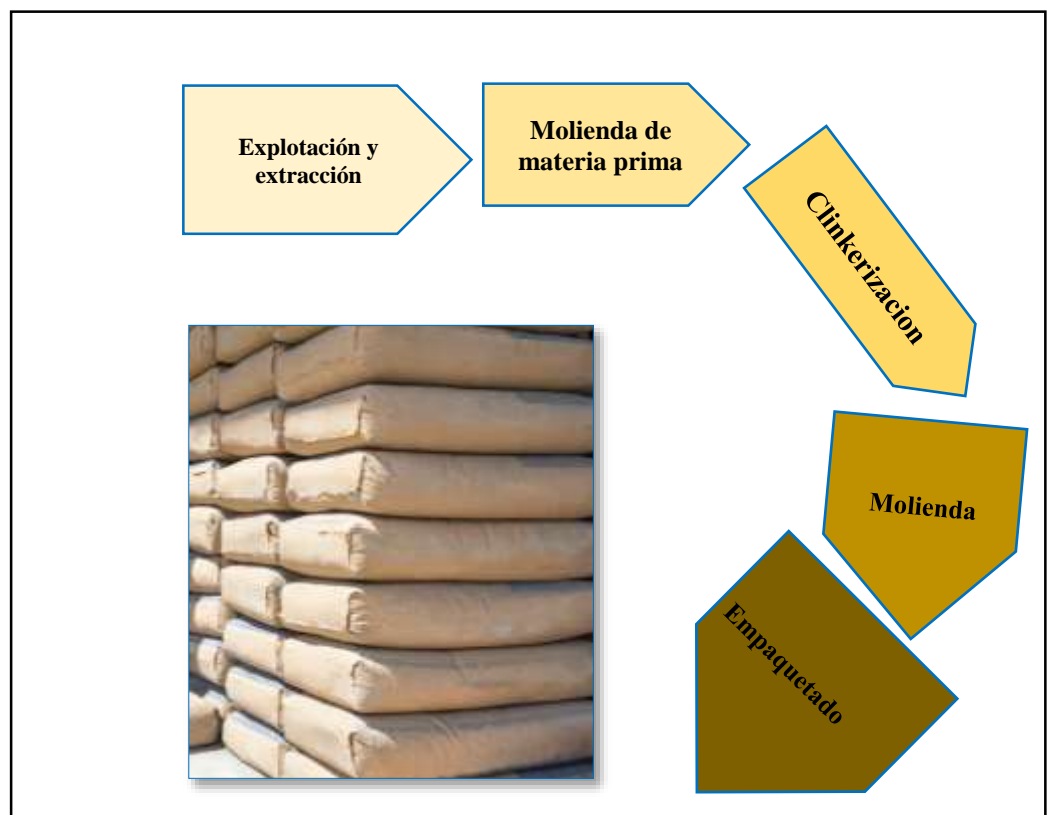 Explotación y
extracción
Molienda de
materia prima
Clinkerizacion
Molienda
Empaquetado